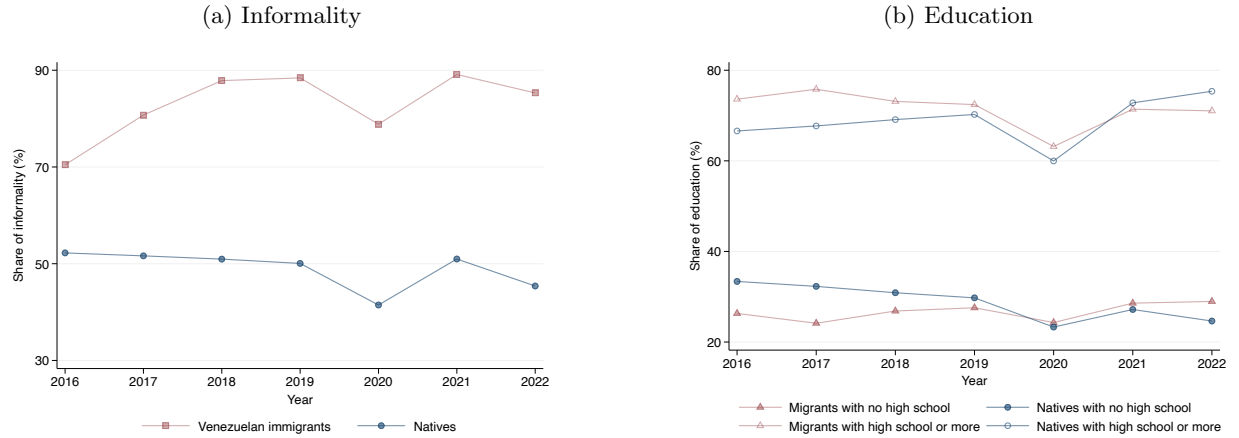 (a) Informality
90
70
50
30
Share of informality (%)
2016 2017 2018 2019 2020 2021 2022
Year
Venezuelan immigrants Natives
(b) Education
80
60
40
20
Share of education (%)
2016 2017 2018 2019 2020 2021 2022
Year
Migrants with no high school Natives with no high school
Migrants with high school or more Natives with high school or more